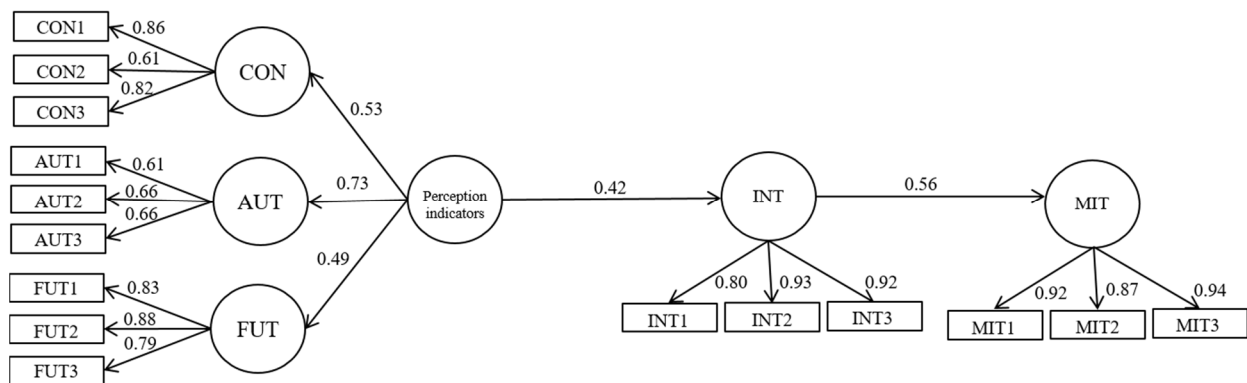 CON1
0.86
CON2
0.61
CON3
0.82
CON
0.53
AUT1
0.61
AUT2
0.66
AUT3
0.66
AUT
0.73
FUT1
0.83
FUT2
0.88
FUT3
0.79
FUT
0.49
Perception
indicators
0.42
INT
0.56
MIT
0.80
0.93
0.92
INT1
INT2
INT3
0.92
0.87
0.94
MIT1
MIT2
MIT3